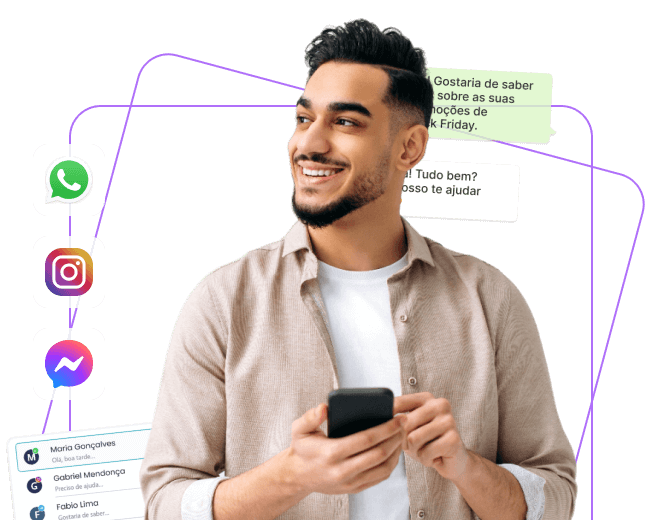 Gostaria de saber
sobre as suas
moções de
k Friday.
! Tudo bem?
osso te ajudar
M
Maria Gonçalves
Olá, boa tarde...
G
Gabriel Mendonça
Preciso de ajuda...
F
Fabio Lima
Gostaria de saber...